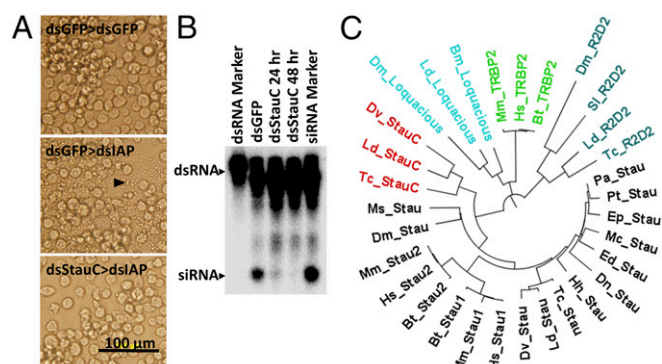 A
dsGFP>dsGFP
dsGFP>dsIAP
dsStauC>dsIAP
100 μm
B
dsRNA Marker
dsGFP
dsStauC 24 hr
dsStauC 48 hr
siRNA Marker
dsRNA
siRNA
C
Dm_Loquacious
Ld_Loquacious
Bm_Loquacious
Mm_TRBP2
Hs_TRBP2
Bt_TRBP2
Dm_R2D2
Sl_R2D2
Ld_R2D2
Tc_R2D2
Pa_Stau
Pt_Stau
Ep_Stau
Mc_Stau
Ed_Stau
Dn_Stau
Hh_Stau
Tc_Stau
Ld_Stau
Dv_Stau
Hs_Stau1
Mm_Stau1
Bt_Stau1
Bt_Stau2
Hs_Stau2
Mm_Stau2
Dm_Stau
Ms_Stau
Tc_StauC
Ld_StauC
Dv_StauC